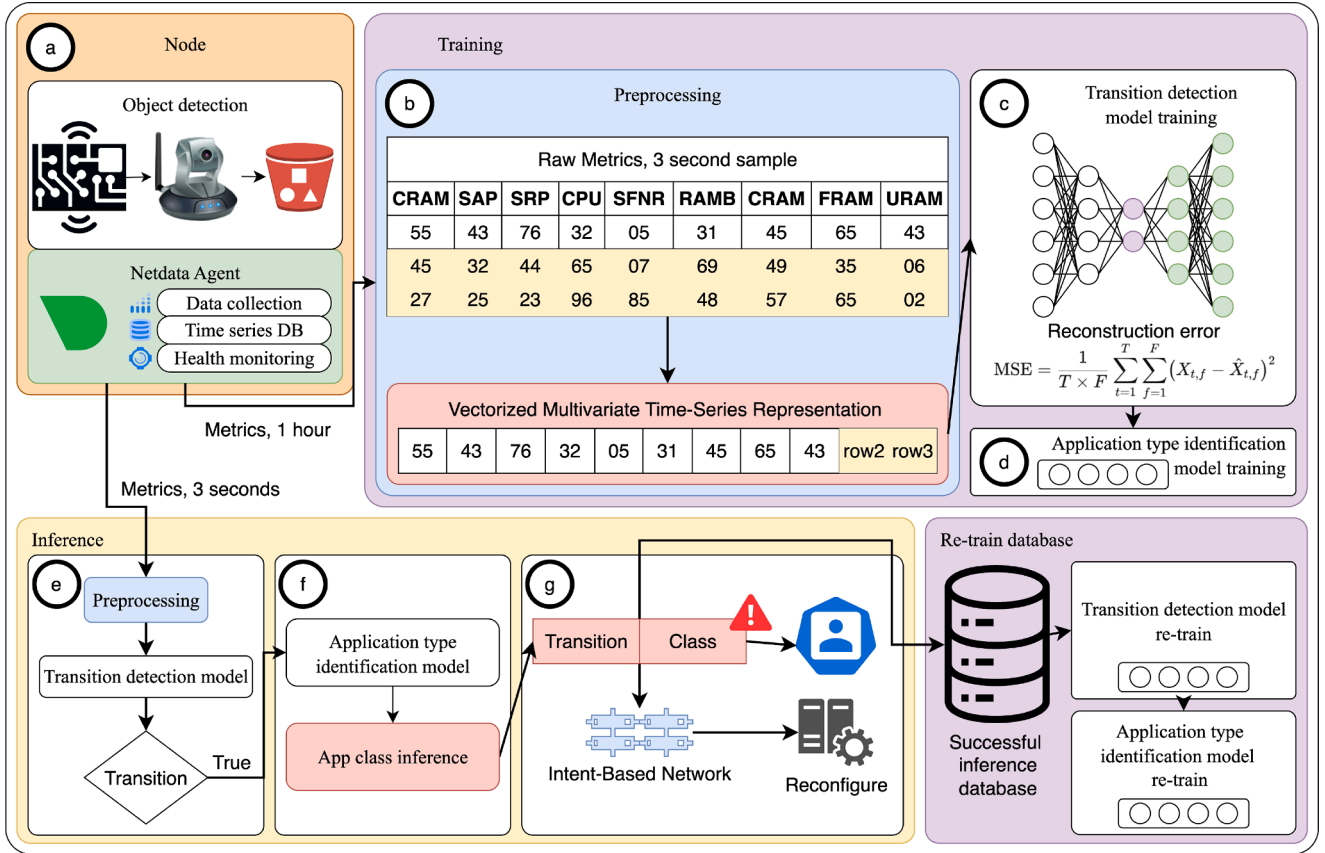 a
Node
Object detection
Netdata Agent
Data collection
Time series DB
Health monitoring
Metrics, 1 hour
Metrics, 3 seconds
Training
b
Preprocessing
Raw Metrics, 3 second sample
CRAM SAP SRP CPU SFNR RAMB CRAM FRAM URAM
55 43 76 32 05 31 45 65 43
45 32 44 65 07 69 49 35 06
27 25 23 96 85 48 57 65 02
Vectorized Multivariate Time-Series Representation
55 43 76 32 05 31 45 65 43 row2 row3
c
Transition detection
model training
Reconstruction error
MSE = \frac{1}{T \times F} \sum_{t=1}^{T} \sum_{f=1}^{F} (X_{t,f} - \hat{X}_{t,f})^2
d
Application type identification
model training
Inference
e
Preprocessing
Transition detection model
Transition
True
f
Application type
identification model
App class inference
g
Transition Class
!
Intent-Based Network
Reconfigure
Re-train database
Successful
inference
database
Transition detection model
re-train
Application type
identification model
re-train